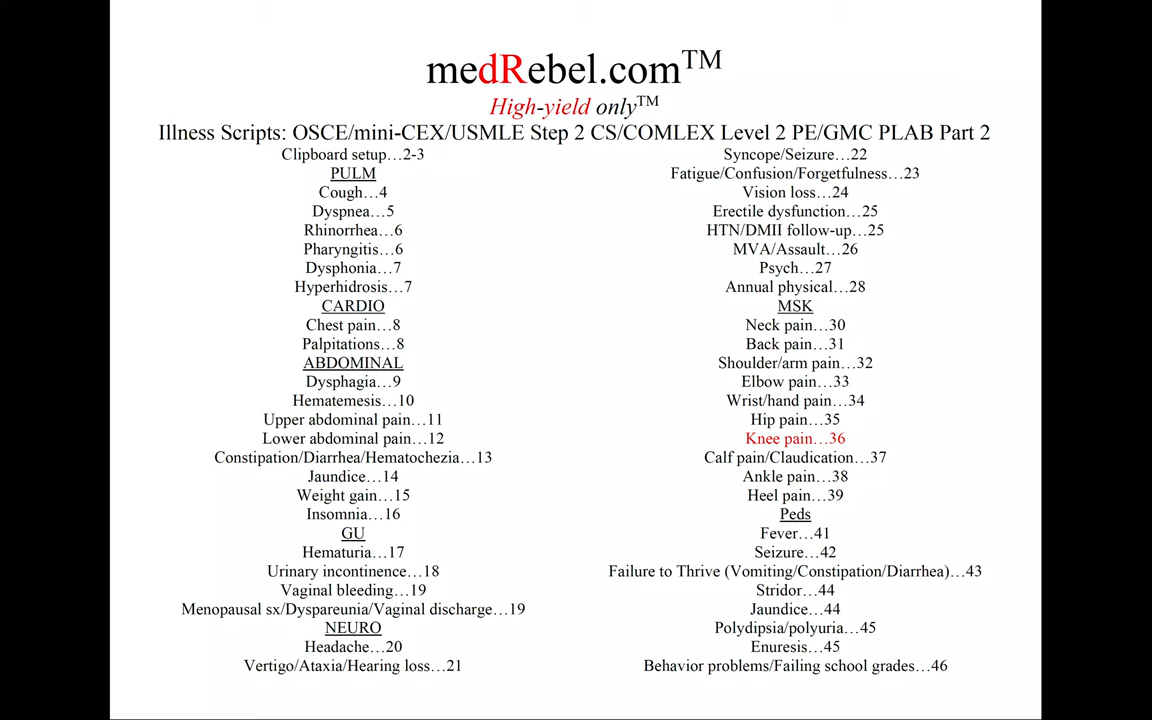 medRebel.com™
High-yield only™
Illness Scripts: OSCE/mini-CEX/USMLE Step 2 CS/COMLEX Level 2 PE/GMC PLAB Part 2
Clipboard setup…2-3
PULM
Cough…4
Dyspnea…5
Rhinorrhea…6
Pharyngitis…6
Dysphonia…7
Hyperhidrosis…7
CARDIO
Chest pain…8
Palpitations…8
ABDOMINAL
Dysphagia…9
Hematemesis…10
Upper abdominal pain…11
Lower abdominal pain…12
Constipation/Diarrhea/Hematochezia…13
Jaundice…14
Weight gain…15
Insomnia…16
GU
Hematuria…17
Urinary incontinence…18
Vaginal bleeding…19
Menopausal sx/Dyspareunia/Vaginal discharge…19
NEURO
Headache…20
Vertigo/Ataxia/Hearing loss…21
Syncope/Seizure…22
Fatigue/Confusion/Forgetfulness…23
Vision loss…24
Erectile dysfunction…25
HTN/DMII follow-up…25
MVA/Assault…26
Psych…27
Annual physical…28
MSK
Neck pain…30
Back pain…31
Shoulder/arm pain…32
Elbow pain…33
Wrist/hand pain…34
Hip pain…35
Knee pain…36
Calf pain/Claudication…37
Ankle pain…38
Heel pain…39
Peds
Fever…41
Seizure…42
Failure to Thrive (Vomiting/Constipation/Diarrhea)…43
Stridor…44
Jaundice…44
Polydipsia/polyuria…45
Enuresis…45
Behavior problems/Failing school grades…46